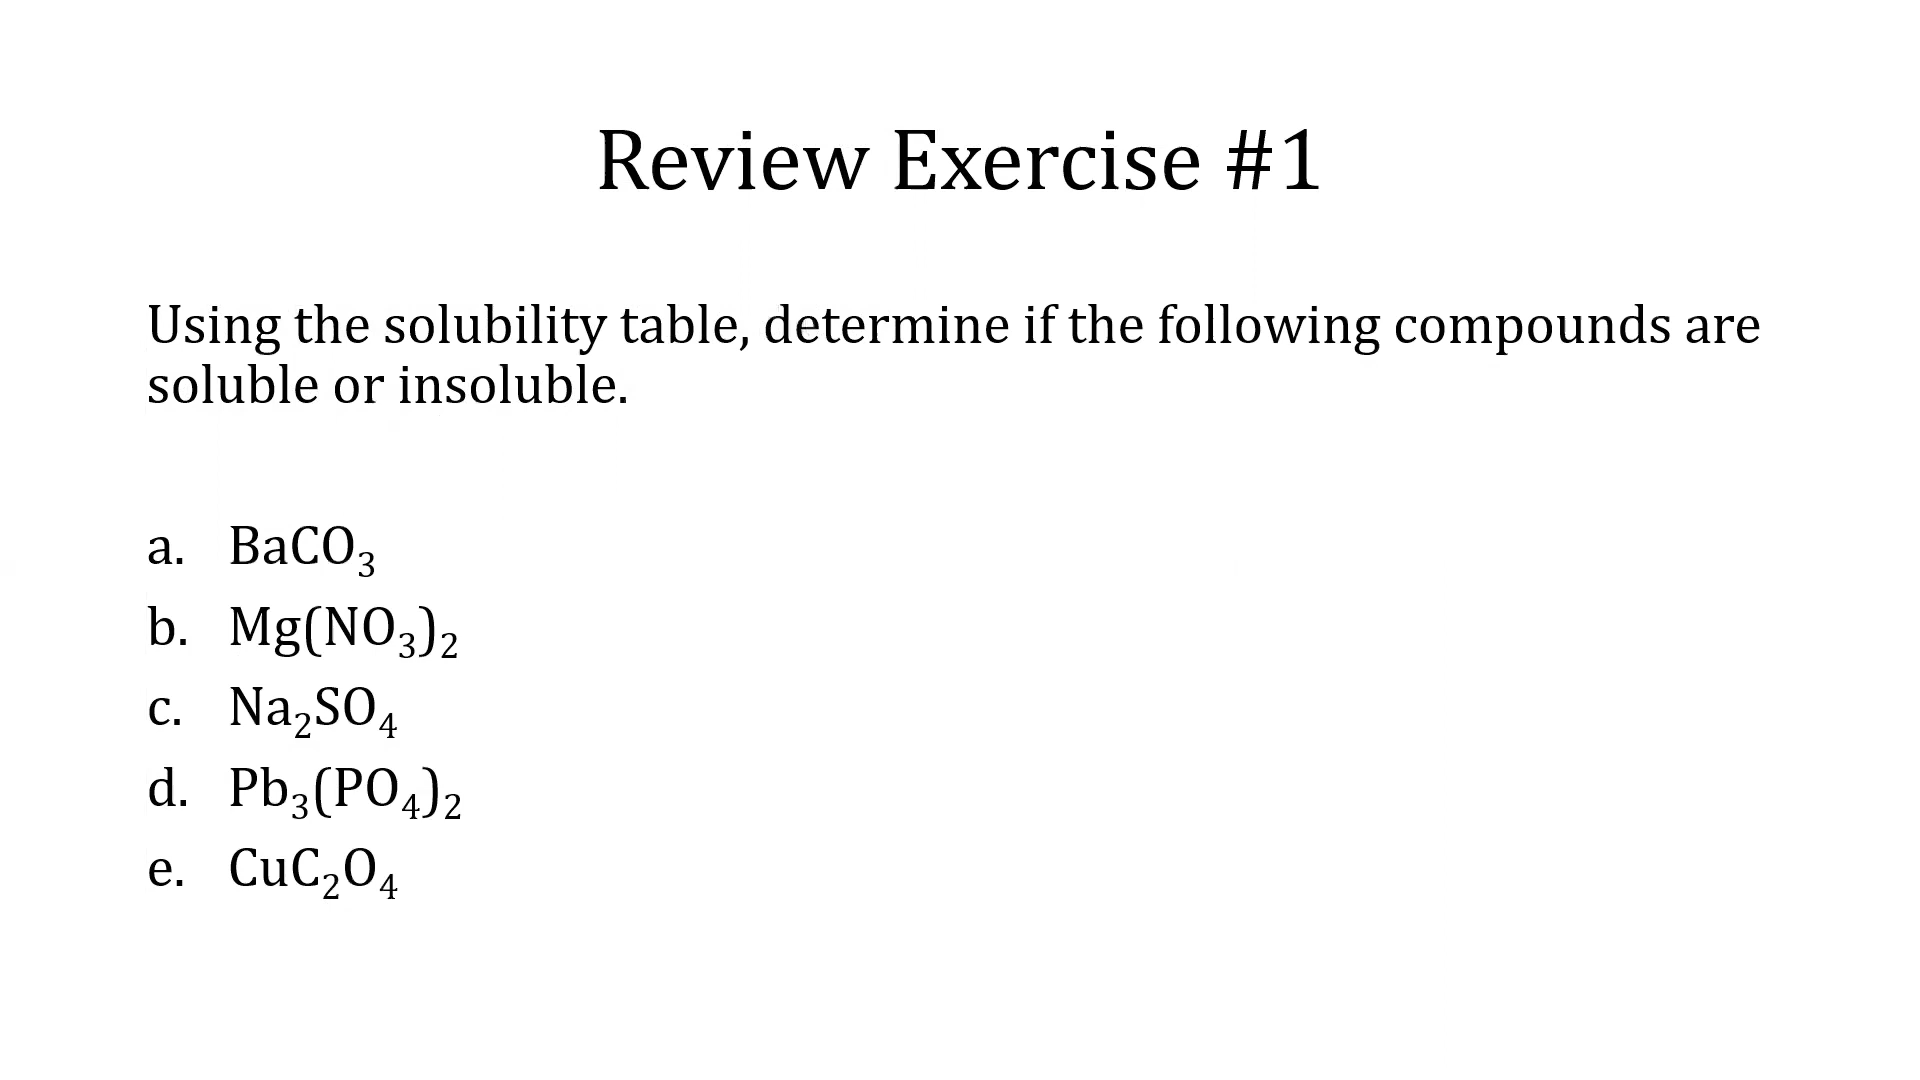 Review Exercise #1
Using the solubility table, determine if the following compounds are
soluble or insoluble.
a. BaCO₃
b. Mg(NO₃)₂
c. Na₂SO₄
d. Pb₃(PO₄)₂
e. CuC₂O₄